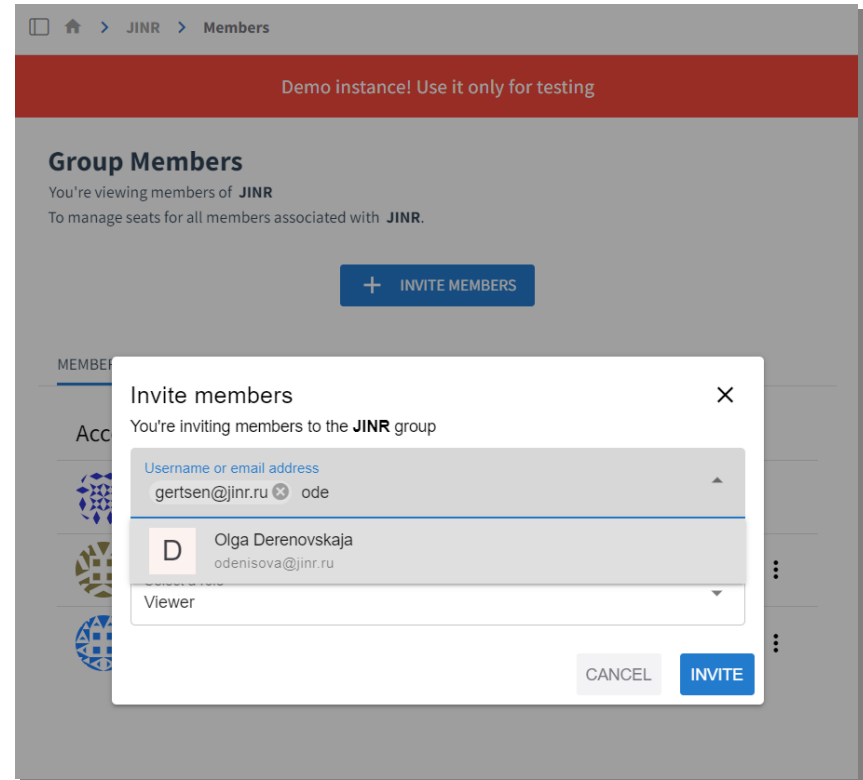 JINR > Members
Demo instance! Use it only for testing
Group Members
You're viewing members of JINR
To manage seats for all members associated with JINR.
+ INVITE MEMBERS
MEMBER
Invite members
You're inviting members to the JINR group
Acc
Username or email address
gertsen@jinr.ru ode
D
Olga Derenovskaja
odenisova@jinr.ru
Select a role
Viewer
CANCEL
INVITE